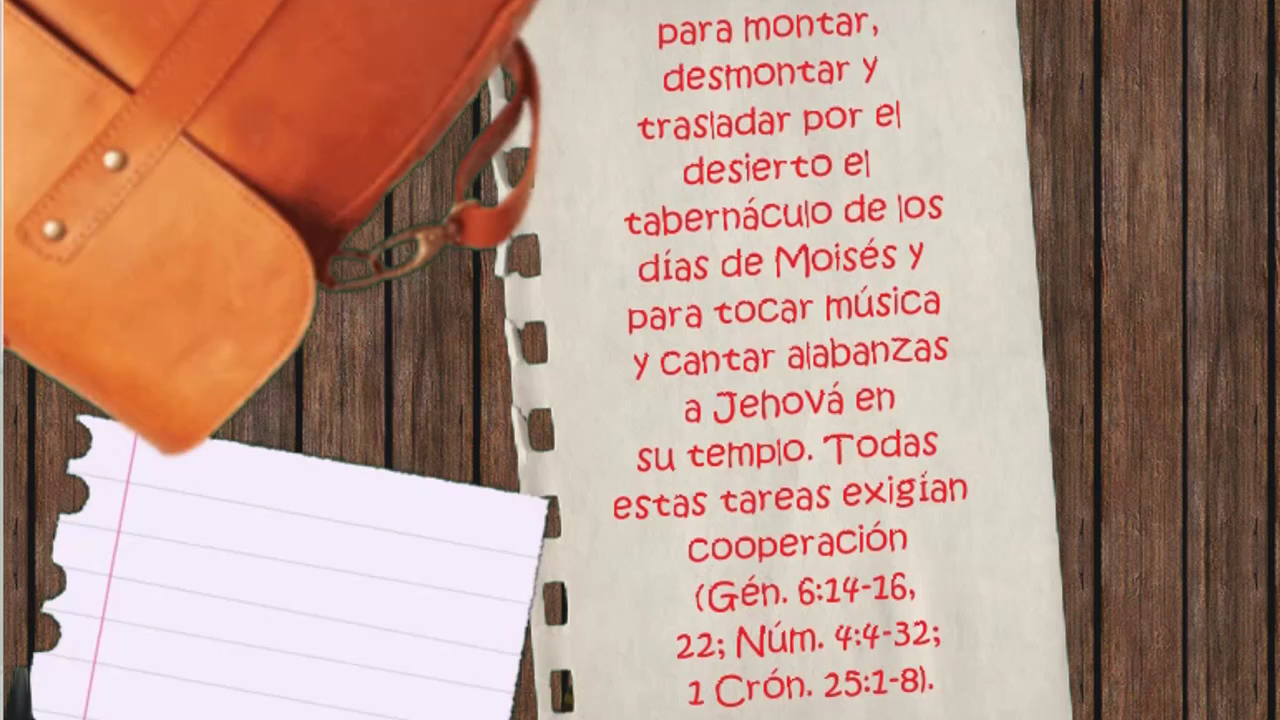 para montar,
desmontar y
trasladar por el
desierto el
tabernáculo de los
días de Moisés y
para tocar música
y cantar alabanzas
a Jehová en
su templo. Todas
estas tareas exigían
cooperación
(Gén. 6:14-16,
22; Núm. 4:4-32;
1 Crón. 25:1-8).